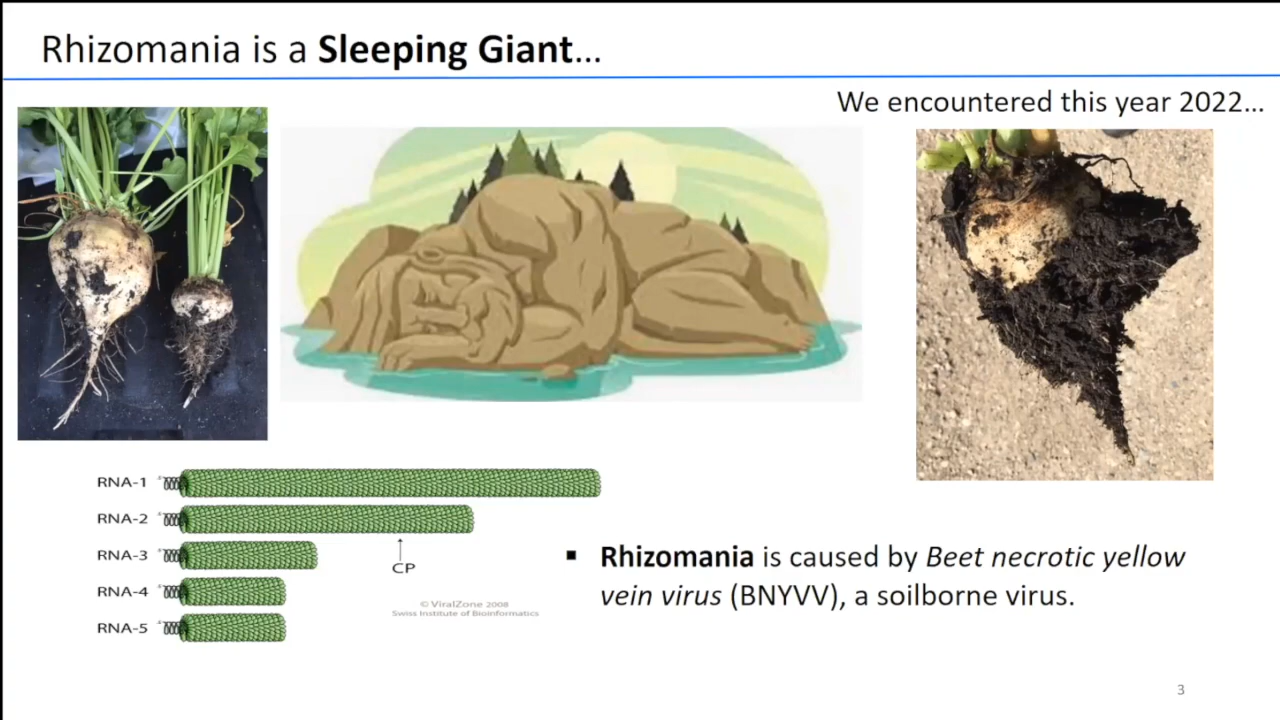 Rhizomania is a Sleeping Giant...
We encountered this year 2022...
RNA-1
RNA-2
RNA-3
CP
RNA-4
© ViralZone 2008
Swiss Institute of Bioinformatics
RNA-5
▪ Rhizomania is caused by Beet necrotic yellow
vein virus (BNYVV), a soilborne virus.
3